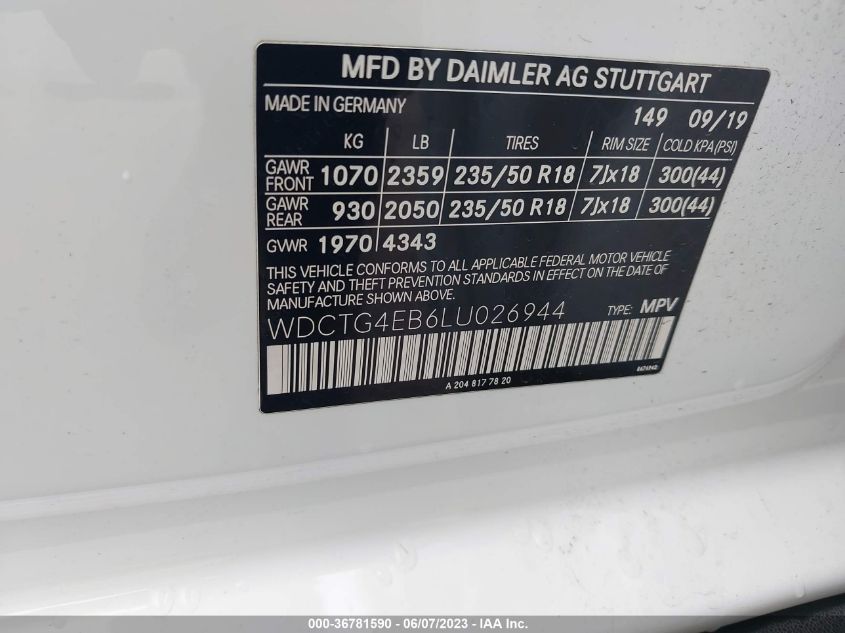 MFD BY DAIMLER AG STUTTGART
MADE IN GERMANY 149 09/19
KG LB TIRES RIM SIZE COLD KPA (PSI)
GAWR FRONT 1070 2359 235/50 R18 7Jx18 300(44)
GAWR REAR 930 2050 235/50 R18 7Jx18 300(44)
GVWR 1970 4343
THIS VEHICLE CONFORMS TO ALL APPLICABLE FEDERAL MOTOR VEHICLE
SAFETY AND THEFT PREVENTION STANDARDS IN EFFECT ON THE DATE OF
MANUFACTURE SHOWN ABOVE.
WDCTG4EB6LU026944 TYPE: MPV
A 204 817 78 20
000-36781590 - 06/07/2023 - IAA Inc.